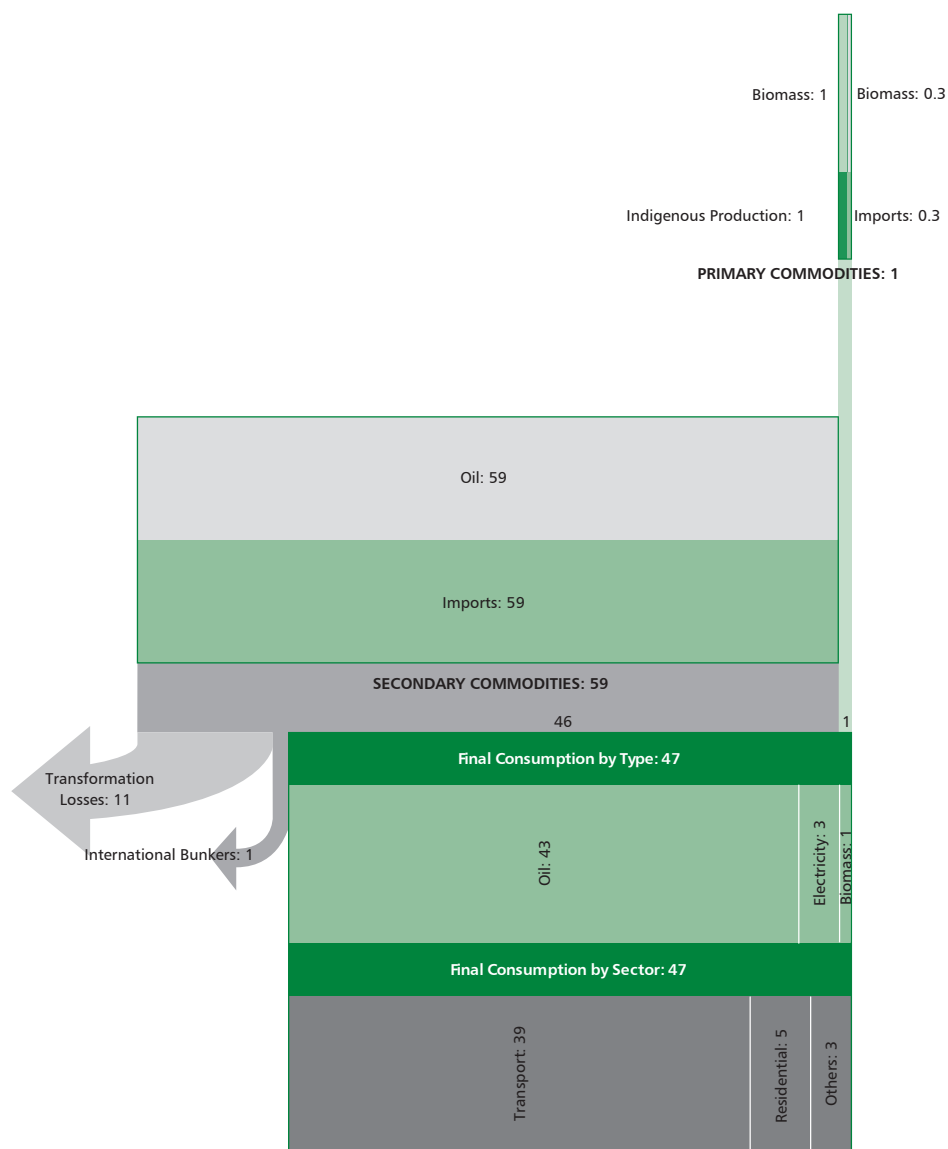 Biomass: 1
Biomass: 0.3
Indigenous Production: 1
Imports: 0.3
PRIMARY COMMODITIES: 1
Oil: 59
Imports: 59
SECONDARY COMMODITIES: 59
46
1
Final Consumption by Type: 47
Transformation
Losses: 11
International Bunkers: 1
Oil: 43
Electricity: 3
Biomass: 1
Final Consumption by Sector: 47
Transport: 39
Residential: 5
Others: 3